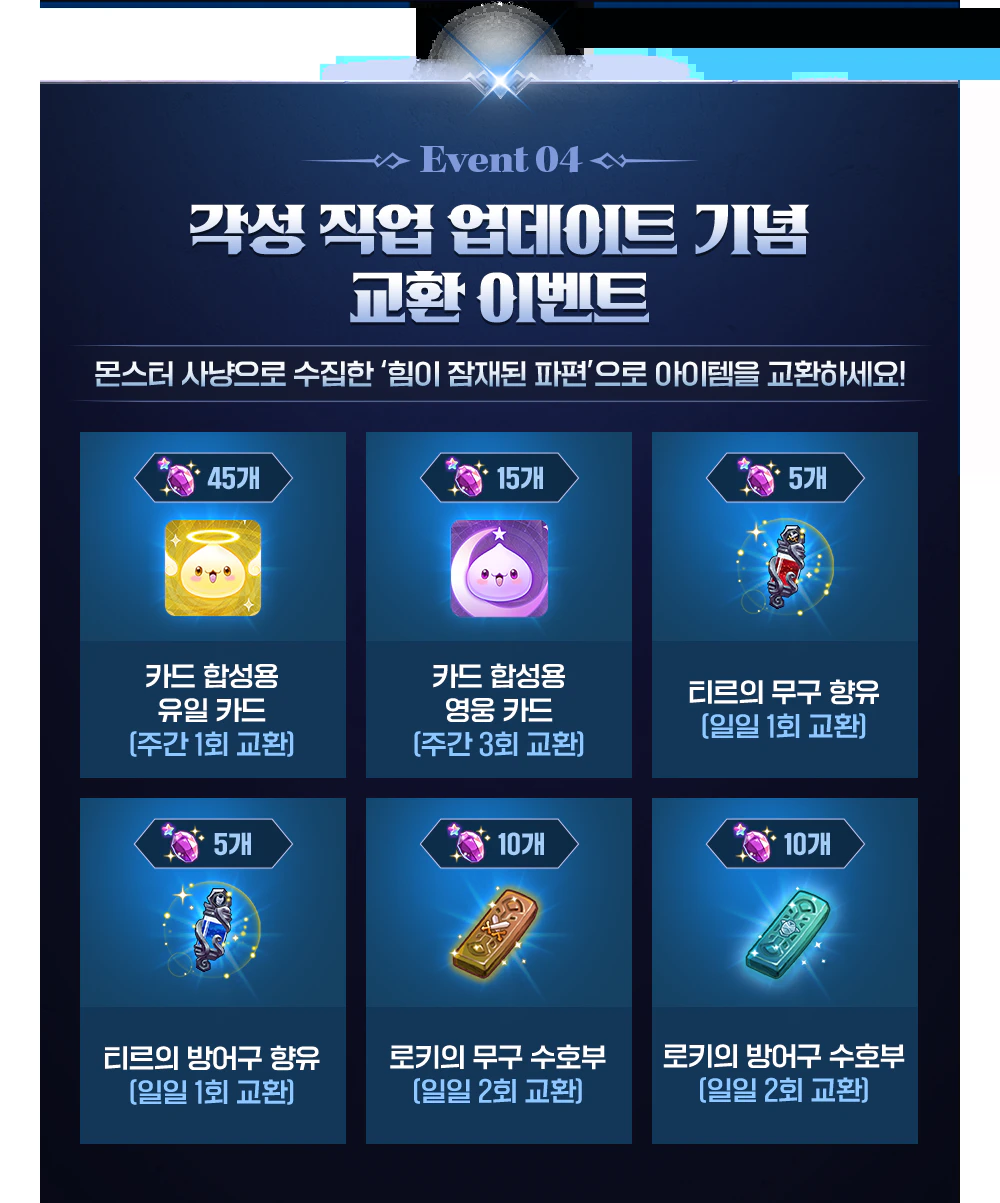 Event 04
각성 직업 업데이트 기념
교환 이벤트
몬스터 사냥으로 수집한 ‘힘이 잠재된 파편’으로 아이템을 교환하세요!
45개
카드 합성용
유일 카드
(주간 1회 교환)
15개
카드 합성용
영웅 카드
(주간 3회 교환)
5개
티르의 무구 향유
(일일 1회 교환)
5개
티르의 방어구 향유
(일일 1회 교환)
10개
로키의 무구 수호부
(일일 2회 교환)
10개
로키의 방어구 수호부
(일일 2회 교환)